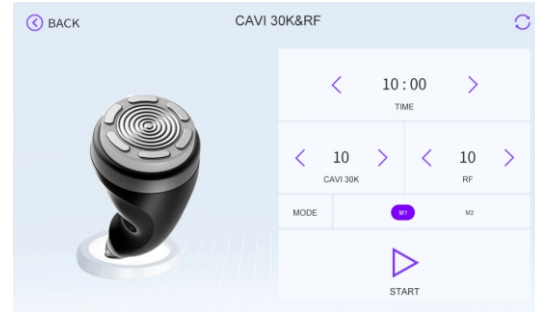 BACK
CAVI 30K&RF
10 : 00
TIME
10
CAVI 30K
10
RF
MODE
M1
M2
START